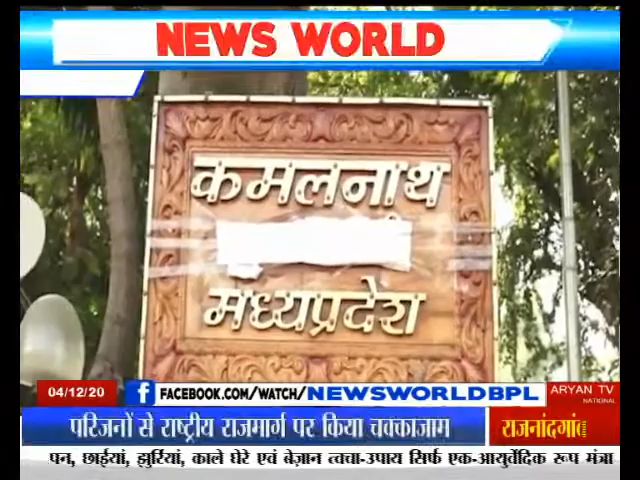 NEWS WORLD
कमलनाथ
मध्यप्रदेश
04/12/20
FACEBOOK.COM/WATCH/NEWSWORLDBPL
ARYAN TV
NATIONAL
परिजनों से राष्ट्रीय राजमार्ग पर किया चक्काजाम
राजनांदगांव
पन, छाईयां, झुर्रियां, काले घेरे एवं बेज़ान त्वचा-उपाय सिर्फ एक-आयुर्वेदिक रूप मंत्रा